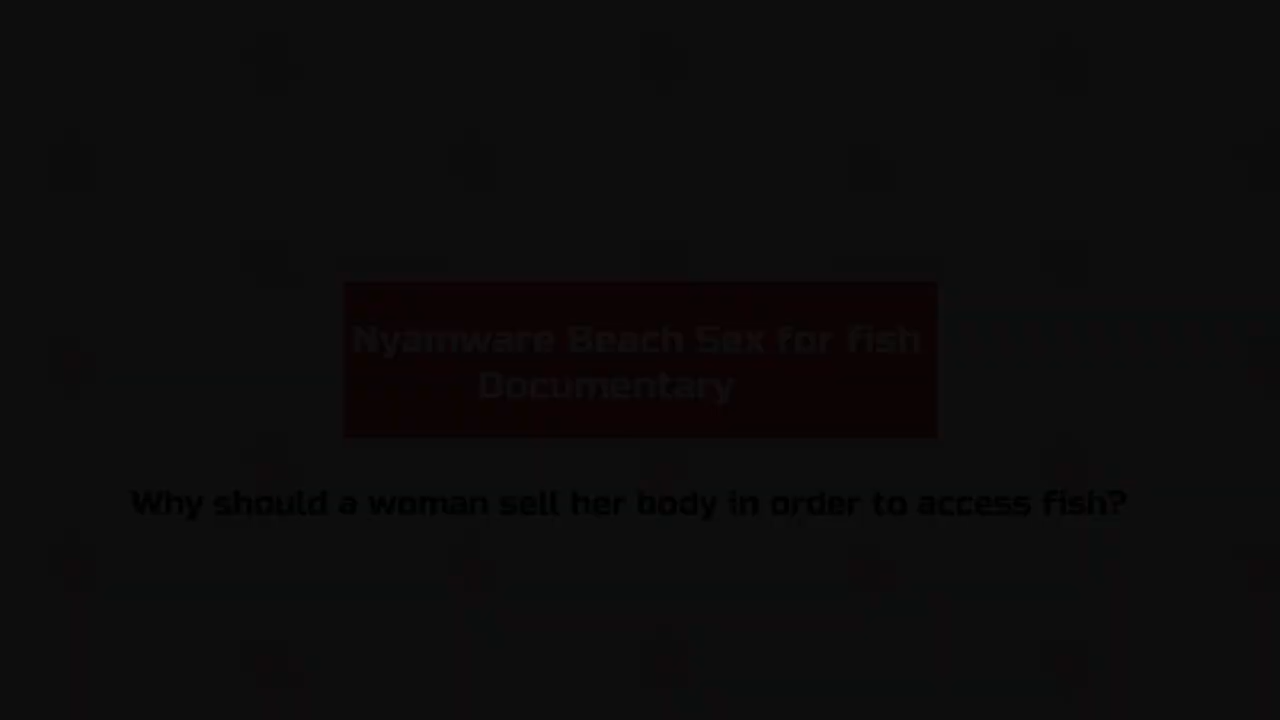 Nyamware Beach Sex for fish
Documentary
Why should a woman sell her body in order to access fish?